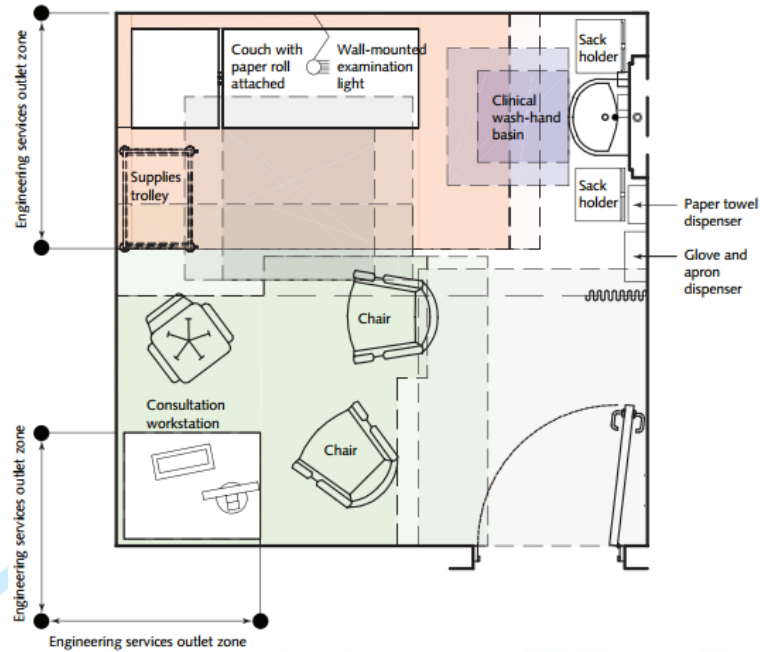 Engineering services outlet zone
Couch with
paper roll
attached
Wall-mounted
examination
light
Sack
holder
Clinical
wash-hand
basin
Supplies
trolley
Sack
holder
Paper towel
dispenser
Glove and
apron
dispenser
Chair
Consultation
workstation
Chair
Engineering services outlet zone
Engineering services outlet zone